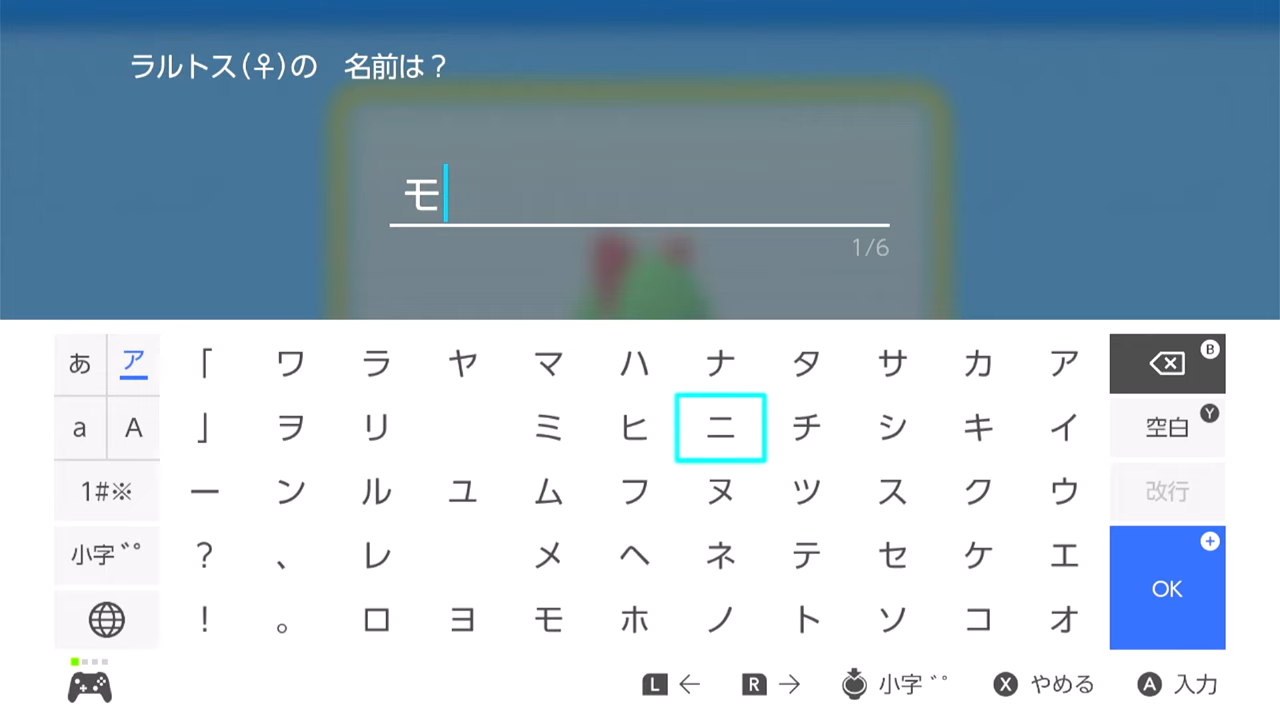 ラルトス(♀)の　名前は？
モ
1/6
あ ア 「 ワ ラ ヤ マ ハ ナ タ サ カ ア B
a A 」 ヲ リ ミ ヒ ニ チ シ キ イ 空白 Y
1#※ ー ン ル ユ ム フ ヌ ツ ス ク ウ 改行
小字 ゛゜ ? 、 レ メ ヘ ネ テ セ ケ エ +
! 。 ロ ヨ モ ホ ノ ト ソ コ オ OK
L ← R → 小字 ゛゜ X やめる A 入力